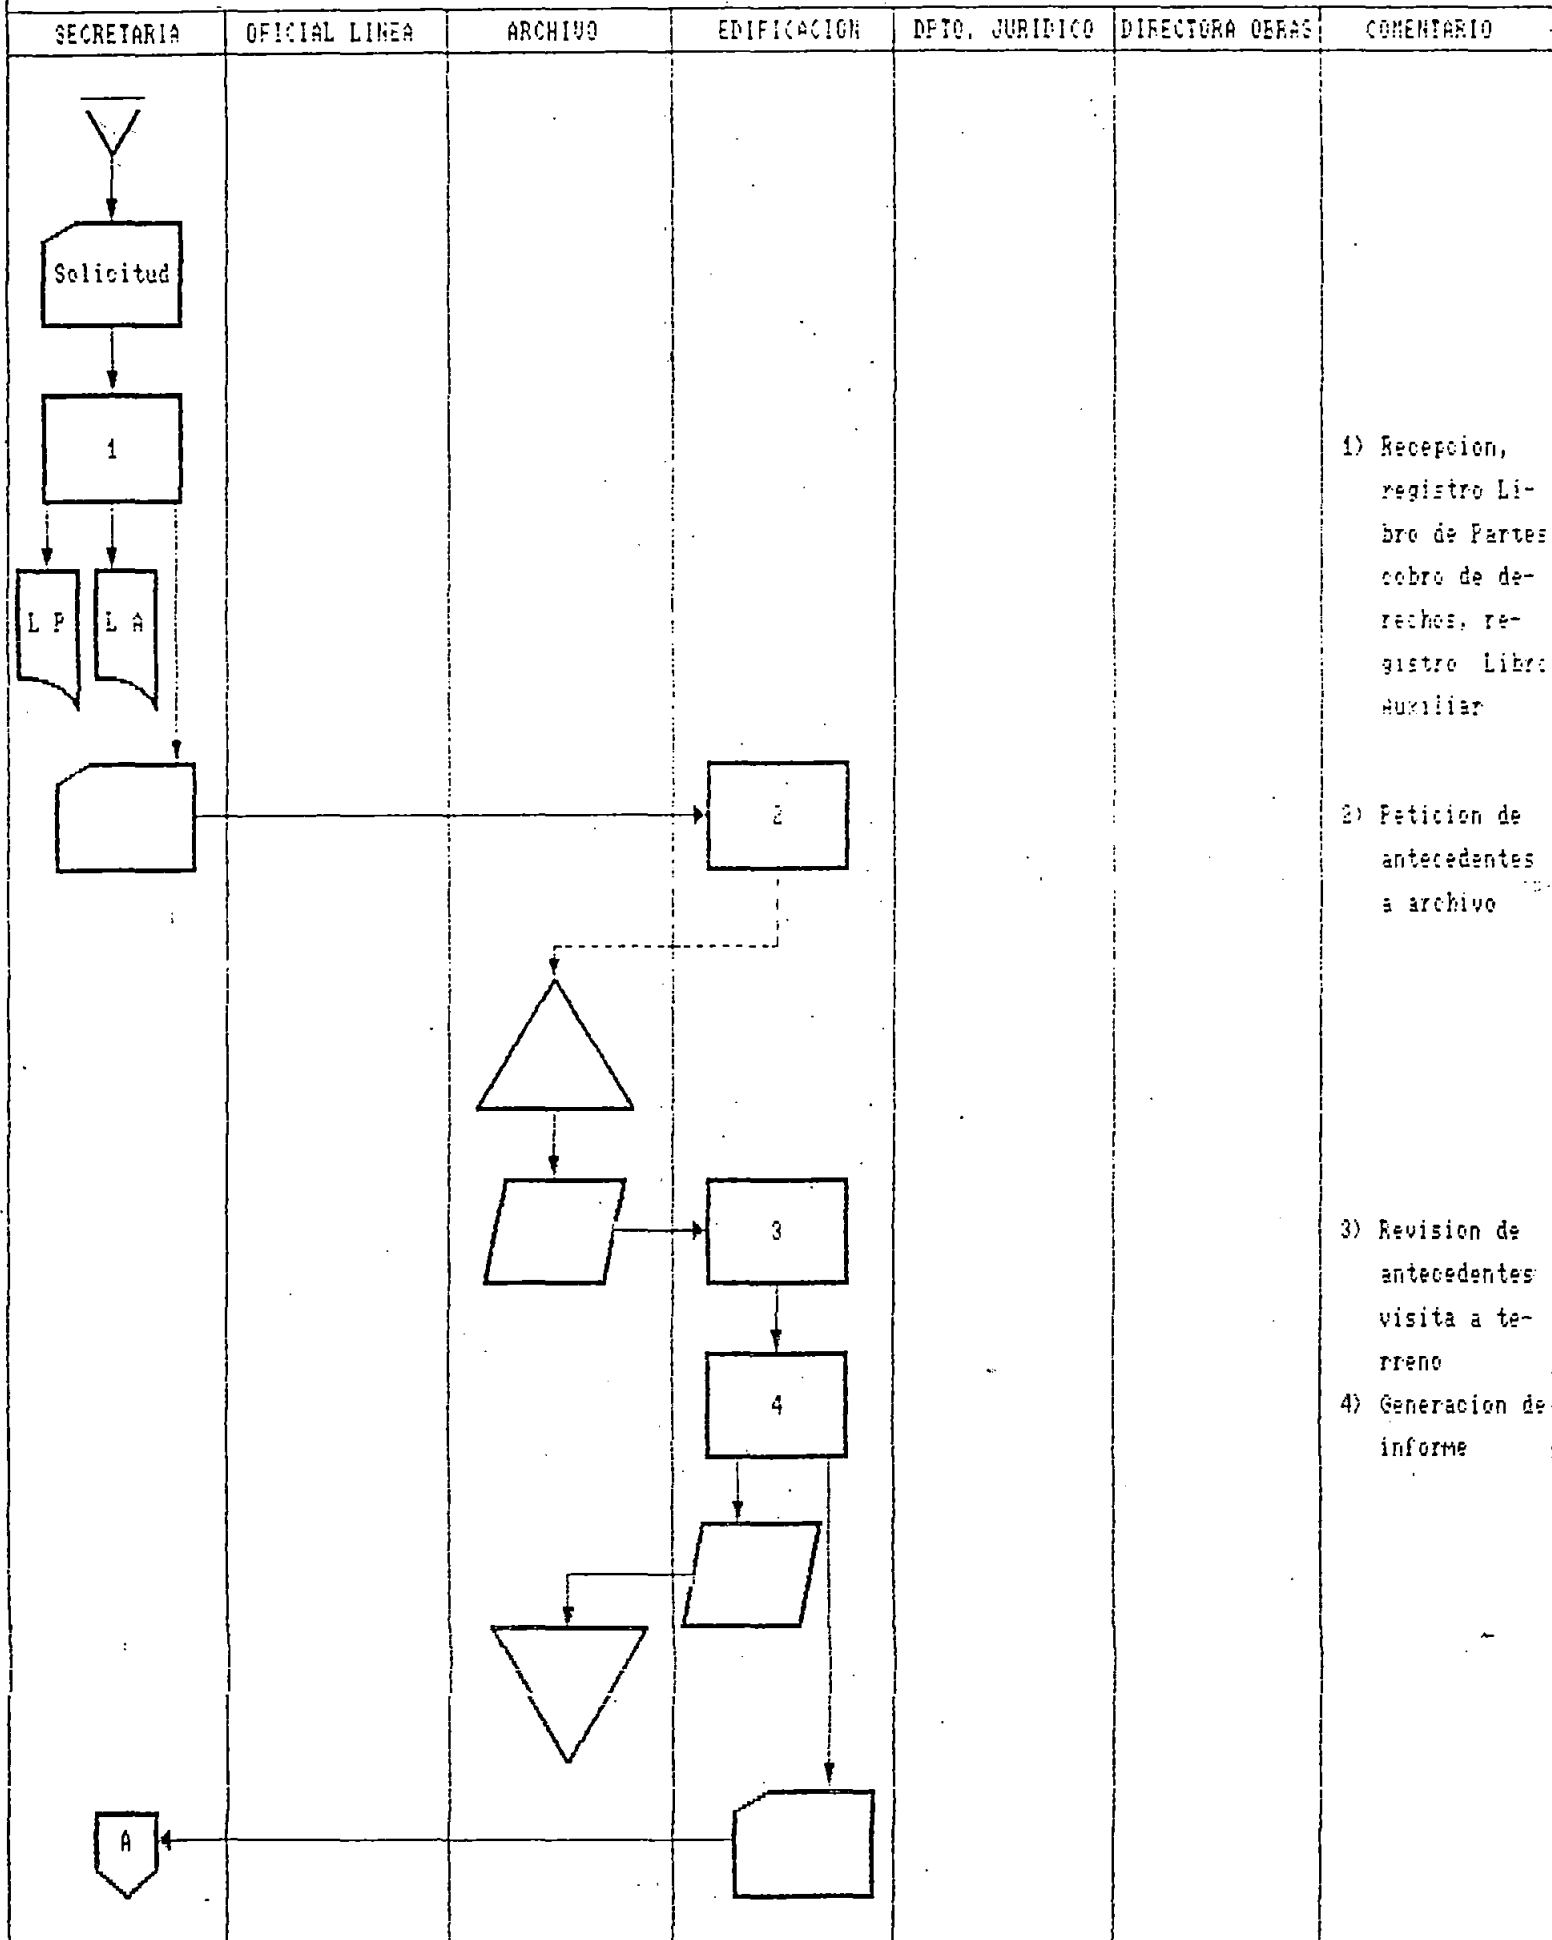 SECRETARIA OFICIAL LINEA ARCHIVO EDIFICACION DPTO. JURIDICO DIRECTORA OBRAS COMENTARIO
Solicitud
1
1) Recepcion,
registro Li-
bro de Partes
cobro de de-
rechos, re-
gistro Libro
Auxiliar
L P L A
2
2) Peticion de
antecedentes
a archivo
3
3) Revision de
antecedentes
visita a te-
rreno
4
4) Generacion de
informe
A